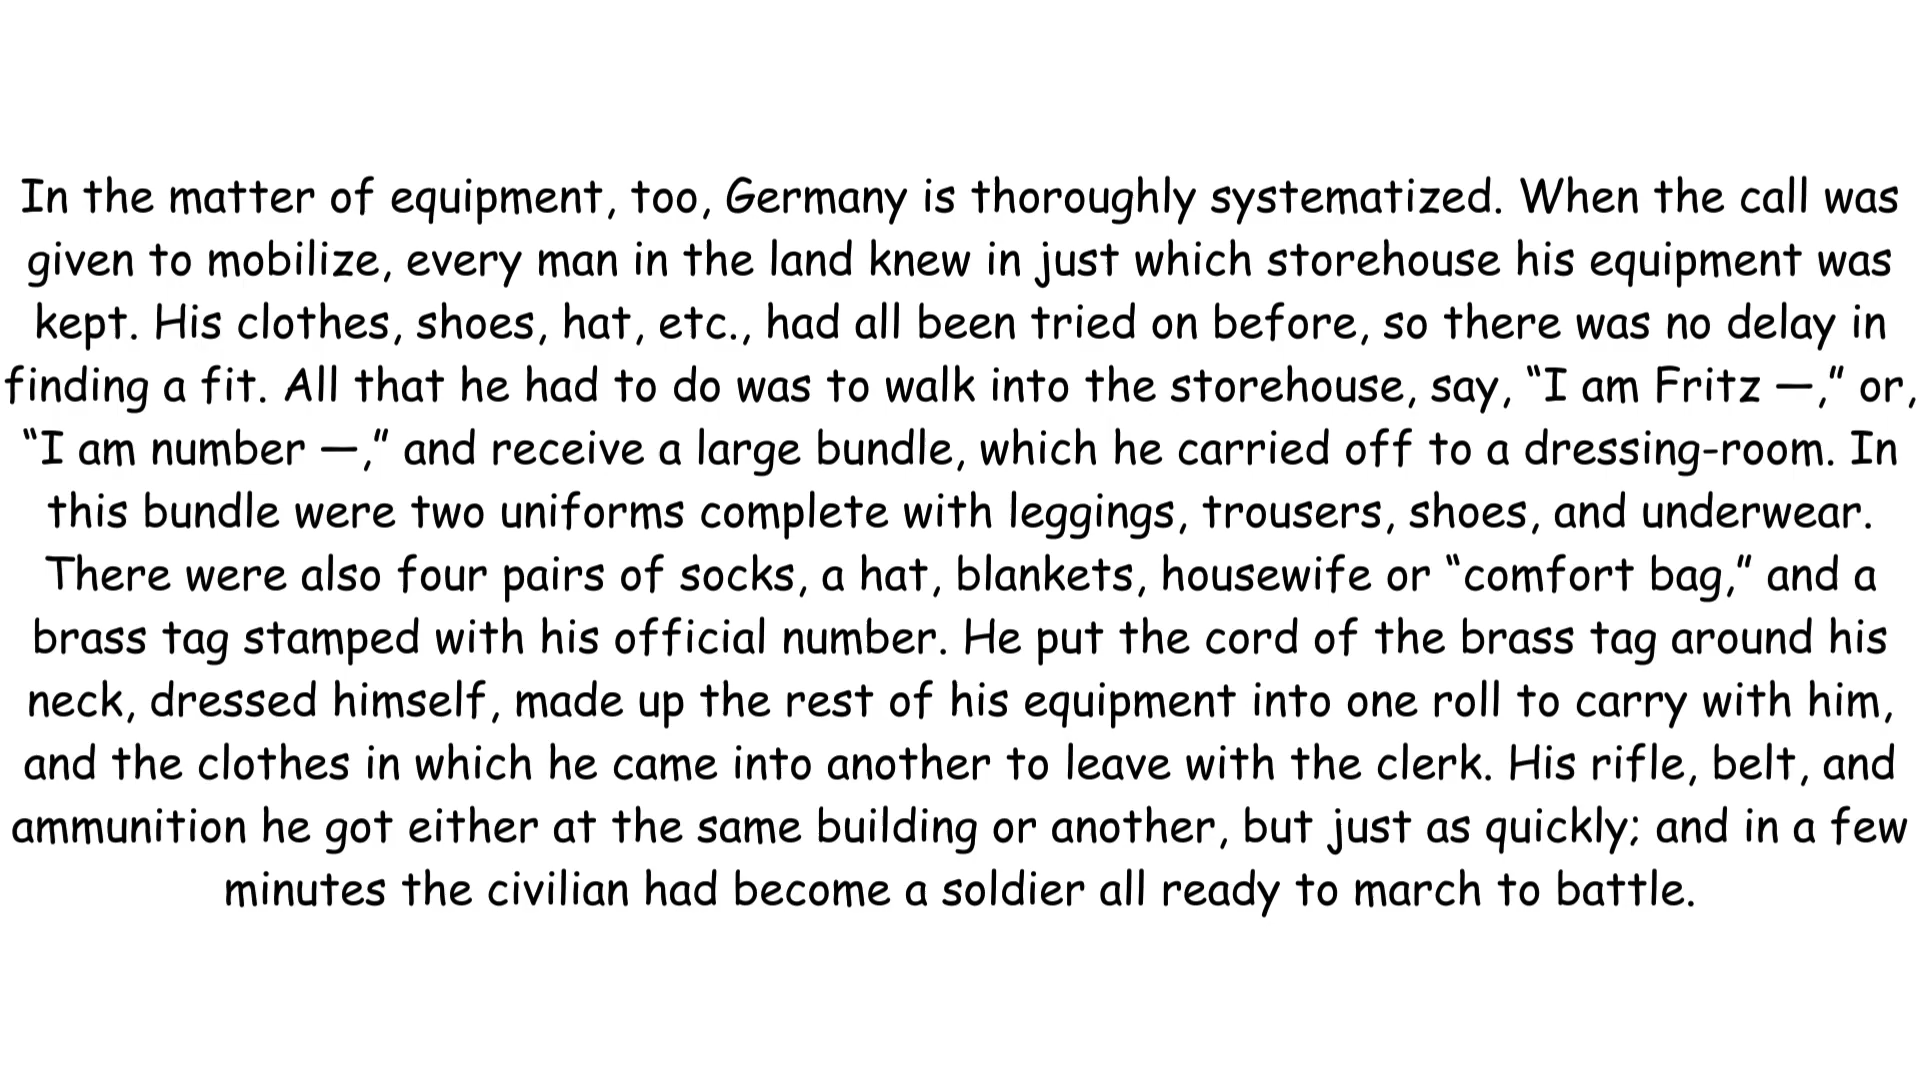 In the matter of equipment, too, Germany is thoroughly systematized. When the call was
given to mobilize, every man in the land knew in just which storehouse his equipment was
kept. His clothes, shoes, hat, etc., had all been tried on before, so there was no delay in
finding a fit. All that he had to do was to walk into the storehouse, say, “I am Fritz —,” or,
“I am number —,” and receive a large bundle, which he carried off to a dressing-room. In
this bundle were two uniforms complete with leggings, trousers, shoes, and underwear.
There were also four pairs of socks, a hat, blankets, housewife or “comfort bag,” and a
brass tag stamped with his official number. He put the cord of the brass tag around his
neck, dressed himself, made up the rest of his equipment into one roll to carry with him,
and the clothes in which he came into another to leave with the clerk. His rifle, belt, and
ammunition he got either at the same building or another, but just as quickly; and in a few
minutes the civilian had become a soldier all ready to march to battle.